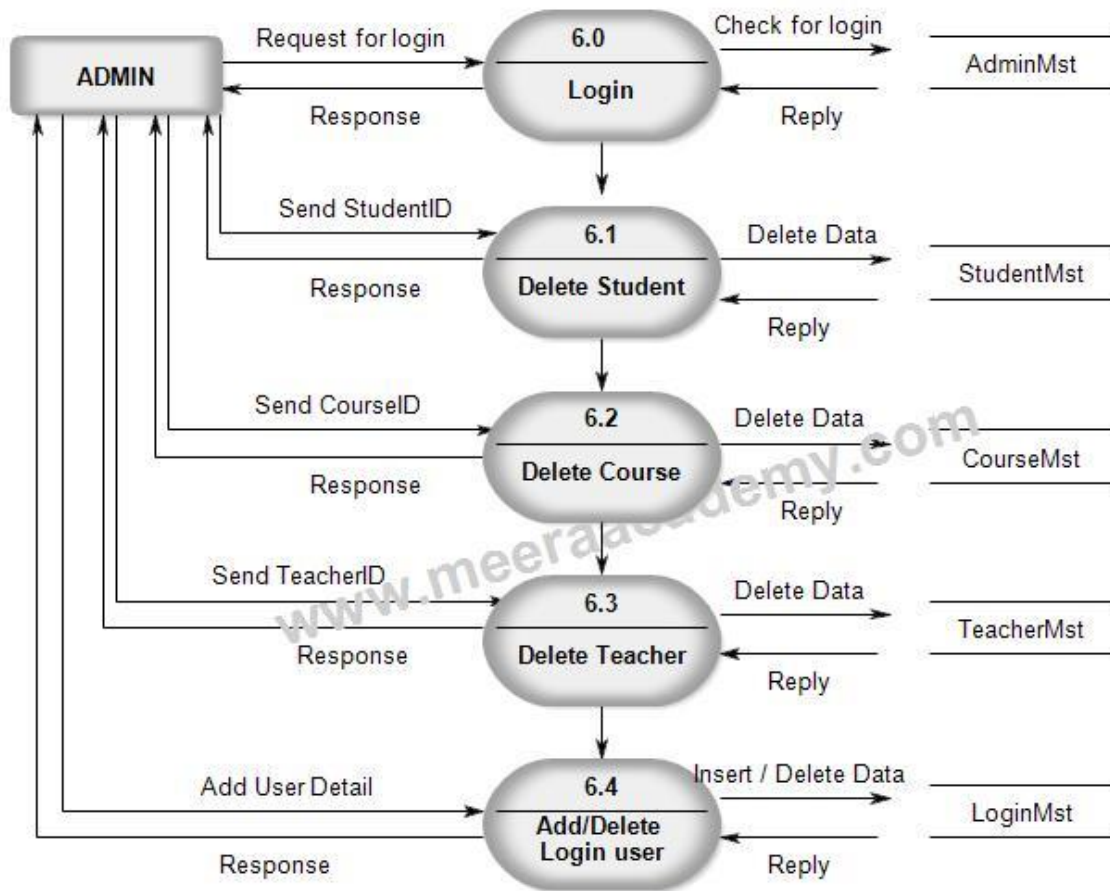 ADMIN
Request for login
Response
6.0
Login
Check for login
Reply
AdminMst
Send StudentID
Response
6.1
Delete Student
Delete Data
Reply
StudentMst
Send CourseID
Response
6.2
Delete Course
Delete Data
Reply
CourseMst
www.meeraacademy.com
Send TeacherID
Response
6.3
Delete Teacher
Delete Data
Reply
TeacherMst
Add User Detail
Response
6.4
Add/Delete
Login user
Insert / Delete Data
Reply
LoginMst